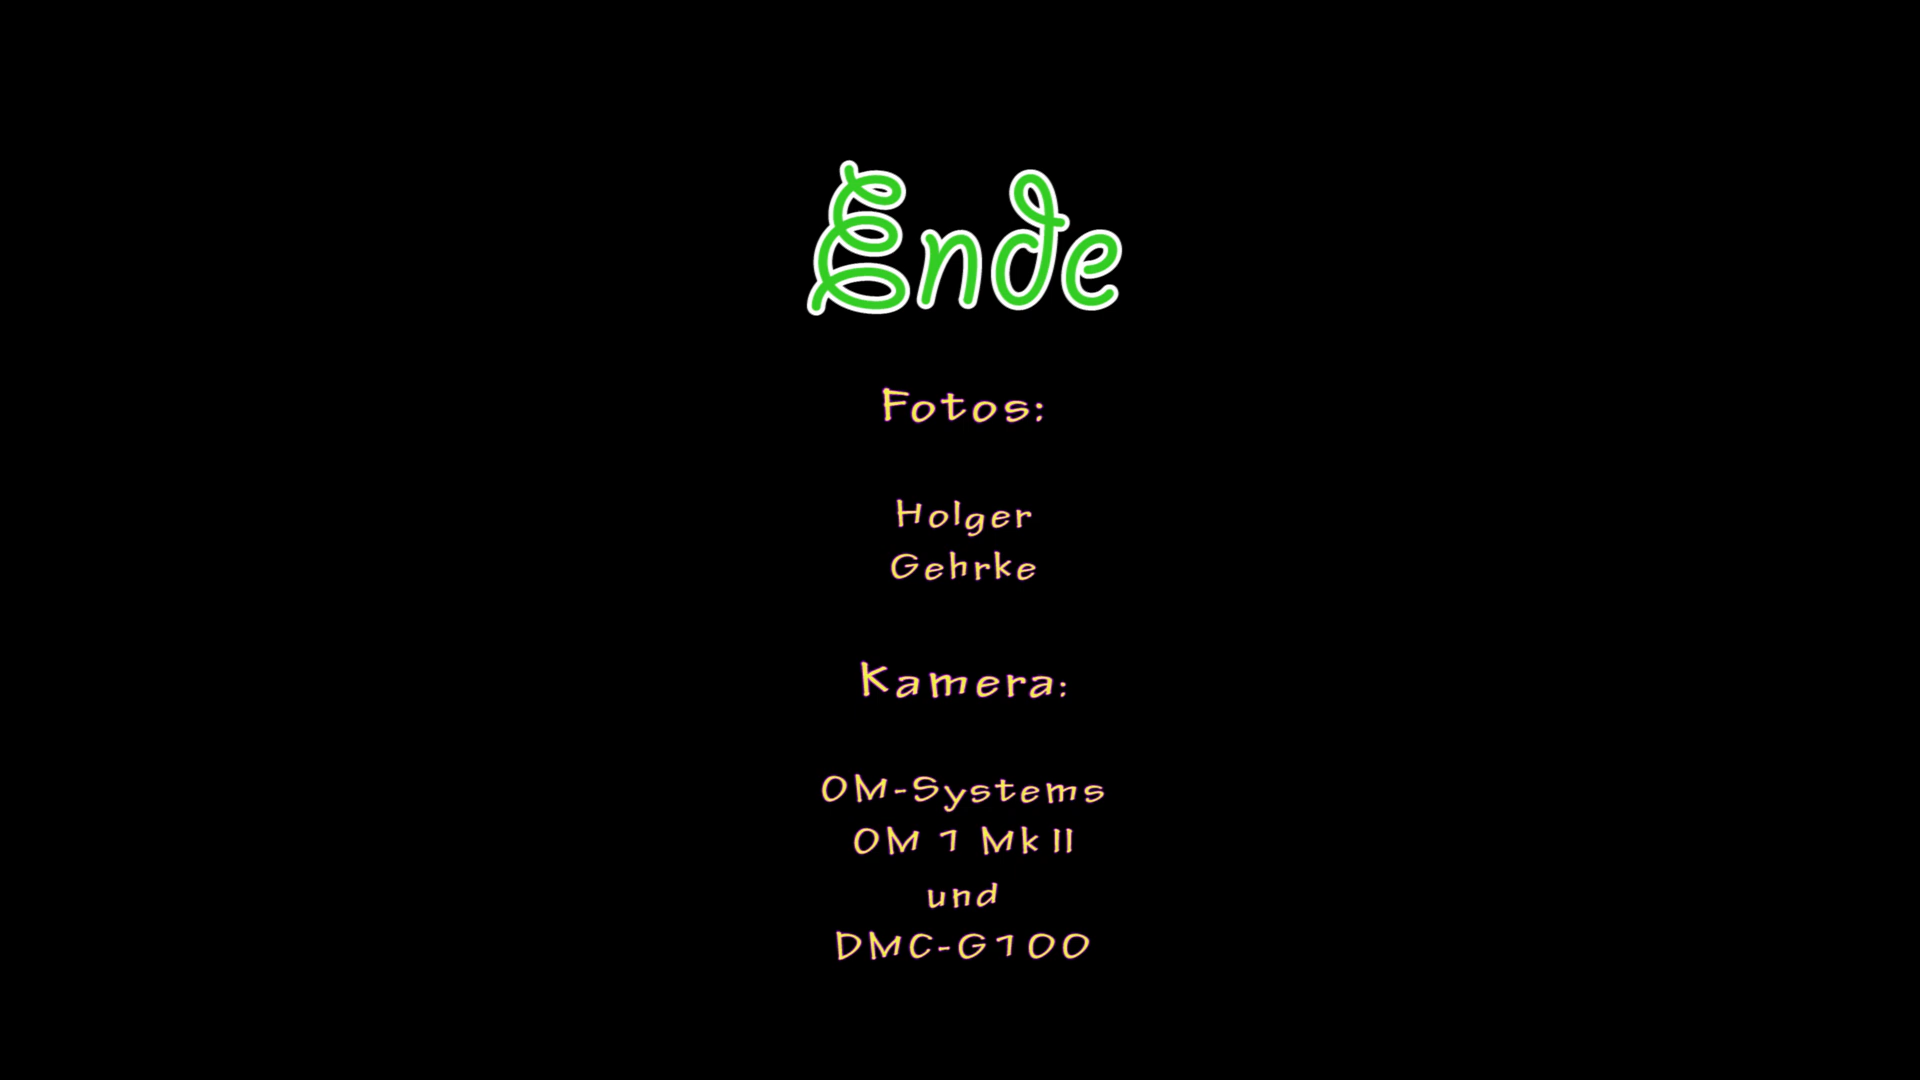 Ende
Fotos:
Holger
Gehrke
Kamera:
OM-Systems
OM 1 Mk II
und
DMC-G100